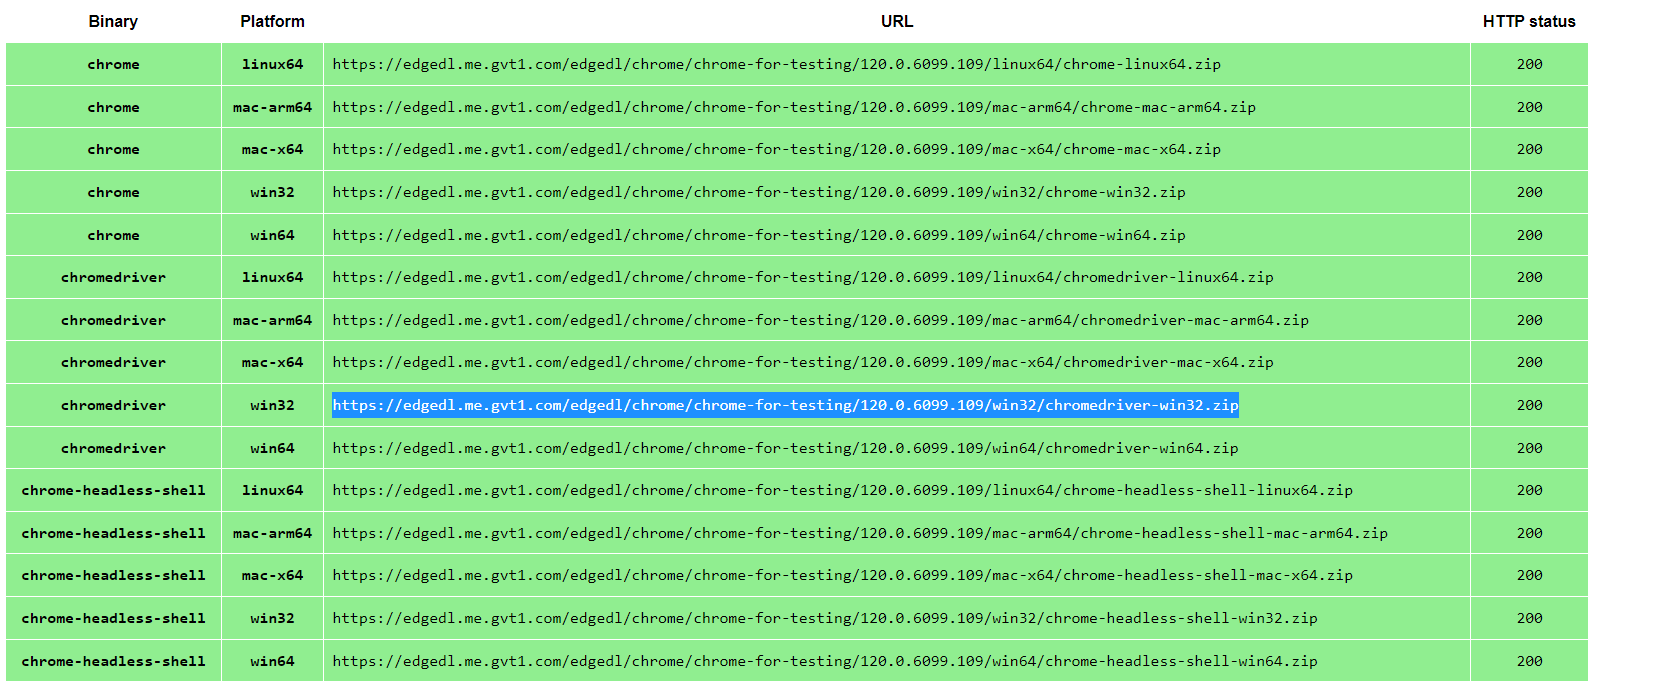 Binary Platform URL HTTP status
chrome linux64 https://edgedl.me.gvt1.com/edgedl/chrome/chrome-for-testing/120.0.6099.109/linux64/chrome-linux64.zip 200
chrome mac-arm64 https://edgedl.me.gvt1.com/edgedl/chrome/chrome-for-testing/120.0.6099.109/mac-arm64/chrome-mac-arm64.zip 200
chrome mac-x64 https://edgedl.me.gvt1.com/edgedl/chrome/chrome-for-testing/120.0.6099.109/mac-x64/chrome-mac-x64.zip 200
chrome win32 https://edgedl.me.gvt1.com/edgedl/chrome/chrome-for-testing/120.0.6099.109/win32/chrome-win32.zip 200
chrome win64 https://edgedl.me.gvt1.com/edgedl/chrome/chrome-for-testing/120.0.6099.109/win64/chrome-win64.zip 200
chromedriver linux64 https://edgedl.me.gvt1.com/edgedl/chrome/chrome-for-testing/120.0.6099.109/linux64/chromedriver-linux64.zip 200
chromedriver mac-arm64 https://edgedl.me.gvt1.com/edgedl/chrome/chrome-for-testing/120.0.6099.109/mac-arm64/chromedriver-mac-arm64.zip 200
chromedriver mac-x64 https://edgedl.me.gvt1.com/edgedl/chrome/chrome-for-testing/120.0.6099.109/mac-x64/chromedriver-mac-x64.zip 200
chromedriver win32 https://edgedl.me.gvt1.com/edgedl/chrome/chrome-for-testing/120.0.6099.109/win32/chromedriver-win32.zip 200
chromedriver win64 https://edgedl.me.gvt1.com/edgedl/chrome/chrome-for-testing/120.0.6099.109/win64/chromedriver-win64.zip 200
chrome-headless-shell linux64 https://edgedl.me.gvt1.com/edgedl/chrome/chrome-for-testing/120.0.6099.109/linux64/chrome-headless-shell-linux64.zip 200
chrome-headless-shell mac-arm64 https://edgedl.me.gvt1.com/edgedl/chrome/chrome-for-testing/120.0.6099.109/mac-arm64/chrome-headless-shell-mac-arm64.zip 200
chrome-headless-shell mac-x64 https://edgedl.me.gvt1.com/edgedl/chrome/chrome-for-testing/120.0.6099.109/mac-x64/chrome-headless-shell-mac-x64.zip 200
chrome-headless-shell win32 https://edgedl.me.gvt1.com/edgedl/chrome/chrome-for-testing/120.0.6099.109/win32/chrome-headless-shell-win32.zip 200
chrome-headless-shell win64 https://edgedl.me.gvt1.com/edgedl/chrome/chrome-for-testing/120.0.6099.109/win64/chrome-headless-shell-win64.zip 200